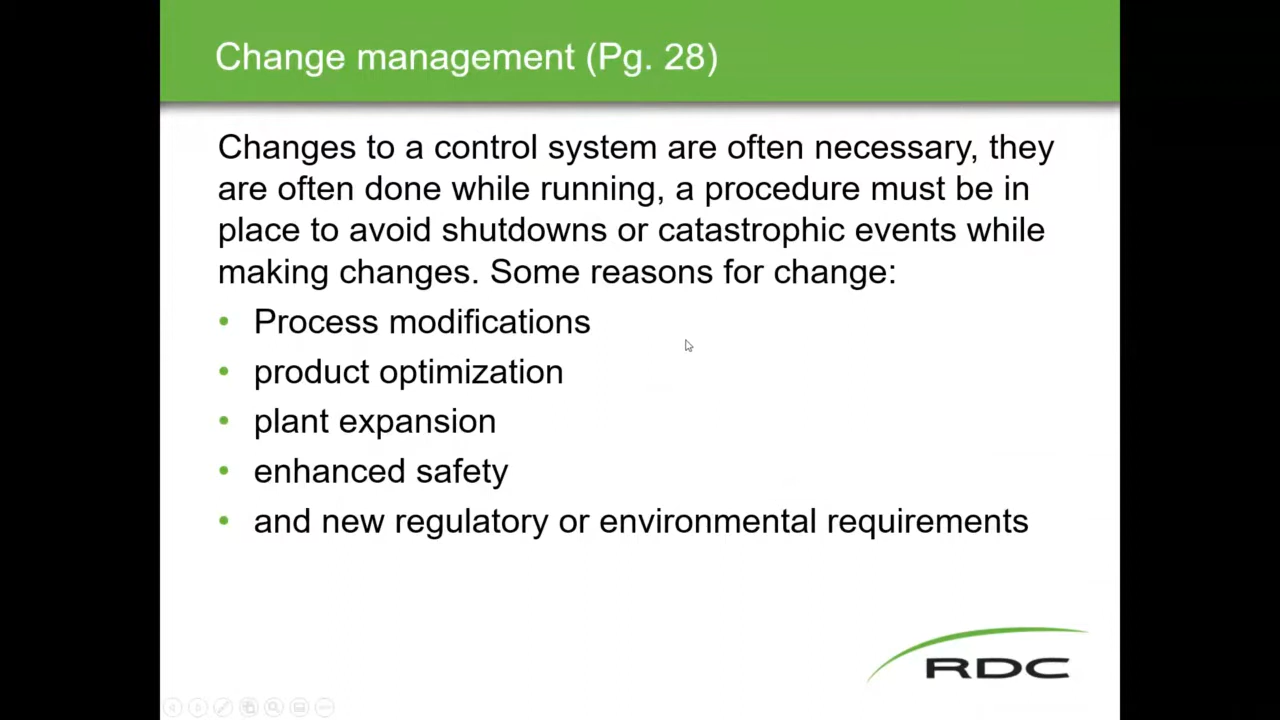 Change management (Pg. 28)
Changes to a control system are often necessary, they
are often done while running, a procedure must be in
place to avoid shutdowns or catastrophic events while
making changes. Some reasons for change:
• Process modifications
• product optimization
• plant expansion
• enhanced safety
• and new regulatory or environmental requirements
RDC